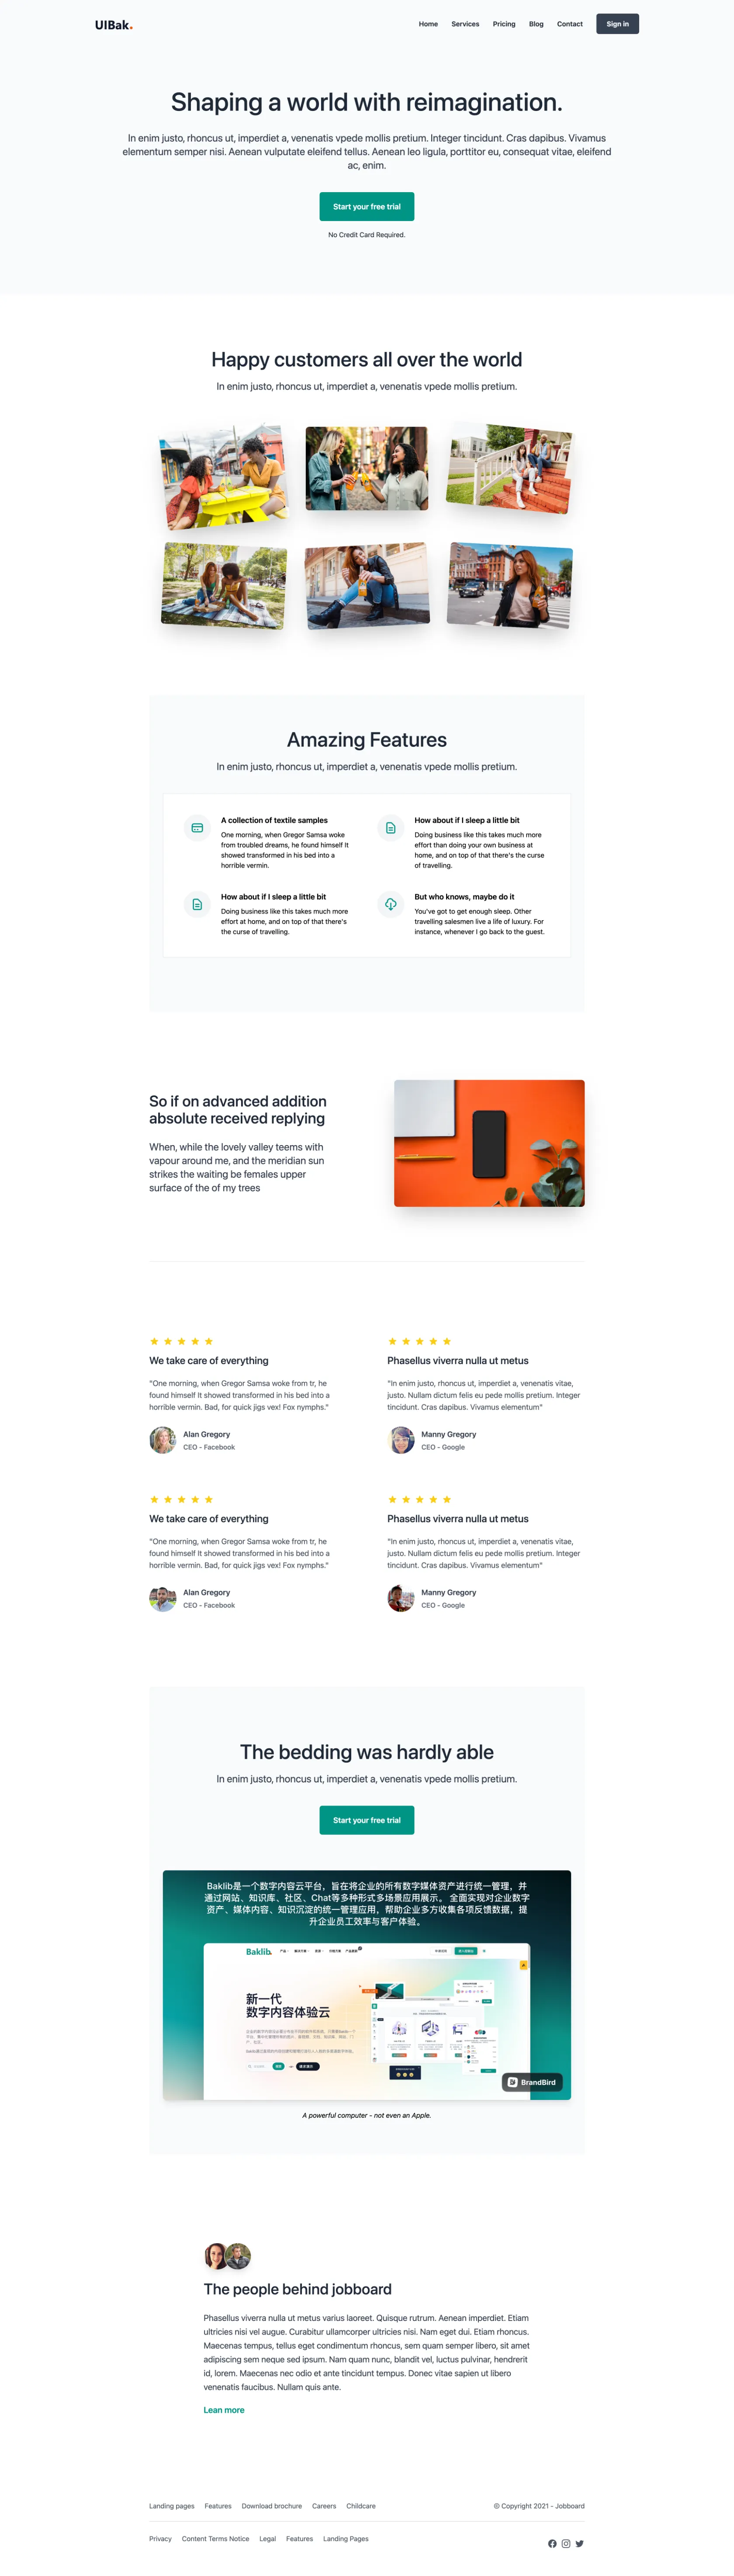 UIBak.
Home Services Pricing Blog Contact Sign in
Shaping a world with reimagination.
In enim justo, rhoncus ut, imperdiet a, venenatis vpede mollis pretium. Integer tincidunt. Cras dapibus. Vivamus
elementum semper nisi. Aenean vulputate eleifend tellus. Aenean leo ligula, porttitor eu, consequat vitae, eleifend
ac, enim.
Start your free trial
No Credit Card Required.
Happy customers all over the world
In enim justo, rhoncus ut, imperdiet a, venenatis vpede mollis pretium.
Amazing Features
In enim justo, rhoncus ut, imperdiet a, venenatis vpede mollis pretium.
A collection of textile samples
One morning, when Gregor Samsa woke
from troubled dreams, he found himself It
showed transformed in his bed into a
horrible vermin.
How about if I sleep a little bit
Doing business like this takes much more
effort than doing your own business at
home, and on top of that there's the curse
of travelling.
How about if I sleep a little bit
Doing business like this takes much more
effort at home, and on top of that there's
the curse of travelling.
But who knows, maybe do it
You've got to get enough sleep. Other
travelling salesmen live a life of luxury. For
instance, whenever I go back to the guest.
So if on advanced addition
absolute received replying
When, while the lovely valley teems with
vapour around me, and the meridian sun
strikes the waiting be females upper
surface of the of my trees
We take care of everything
"One morning, when Gregor Samsa woke from tr, he
found himself It showed transformed in his bed into a
horrible vermin. Bad, for quick jigs vex! Fox nymphs."
Alan Gregory
CEO - Facebook
Phasellus viverra nulla ut metus
"In enim justo, rhoncus ut, imperdiet a, venenatis vitae,
justo. Nullam dictum felis eu pede mollis pretium. Integer
tincidunt. Cras dapibus. Vivamus elementum"
Manny Gregory
CEO - Google
We take care of everything
"One morning, when Gregor Samsa woke from tr, he
found himself It showed transformed in his bed into a
horrible vermin. Bad, for quick jigs vex! Fox nymphs."
Alan Gregory
CEO - Facebook
Phasellus viverra nulla ut metus
"In enim justo, rhoncus ut, imperdiet a, venenatis vitae,
justo. Nullam dictum felis eu pede mollis pretium. Integer
tincidunt. Cras dapibus. Vivamus elementum"
Manny Gregory
CEO - Google
The bedding was hardly able
In enim justo, rhoncus ut, imperdiet a, venenatis vpede mollis pretium.
Start your free trial
Baklib是一个数字内容云平台，旨在将企业的所有数字媒体资产进行统一管理，并
通过网站、知识库、社区、Chat等多种形式多场景应用展示。 全面实现对企业数字
资产、媒体内容、知识沉淀的统一管理应用，帮助企业多方收集各项反馈数据，提
升企业员工效率与客户体验。
Baklib.
新一代
数字内容体验云
BrandBird
A powerful computer - not even an Apple.
The people behind jobboard
Phasellus viverra nulla ut metus varius laoreet. Quisque rutrum. Aenean imperdiet. Etiam
ultricies nisi vel augue. Curabitur ullamcorper ultricies nisi. Nam eget dui. Etiam rhoncus.
Maecenas tempus, tellus eget condimentum rhoncus, sem quam semper libero, sit amet
adipiscing sem neque sed ipsum. Nam quam nunc, blandit vel, luctus pulvinar, hendrerit
id, lorem. Maecenas nec odio et ante tincidunt tempus. Donec vitae sapien ut libero
venenatis faucibus. Nullam quis ante.
Lean more
Landing pages Features Download brochure Careers Childcare
© Copyright 2021 - Jobboard
Privacy Content Terms Notice Legal Features Landing Pages